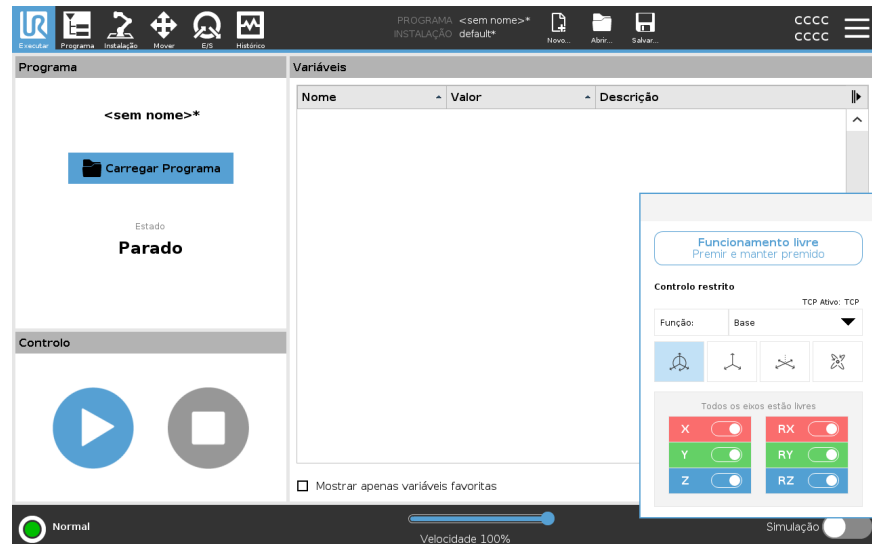 UR
Executar
Programa
Instalação
Mover
E/S
Histórico
PROGRAMA <sem nome>*
INSTALAÇÃO default*
Novo...
Abrir...
Salvar...
CCCC
CCCC
Programa
<sem nome>*
Carregar Programa
Estado
Parado
Controlo
Variáveis
Nome Valor Descrição
Mostrar apenas variáveis favoritas
Funcionamento livre
Premir e manter premido
Controlo restrito
TCP Ativo: TCP
Função: Base
Todos os eixos estão livres
X RX
Y RY
Z RZ
Normal
Velocidade 100%
Simulação